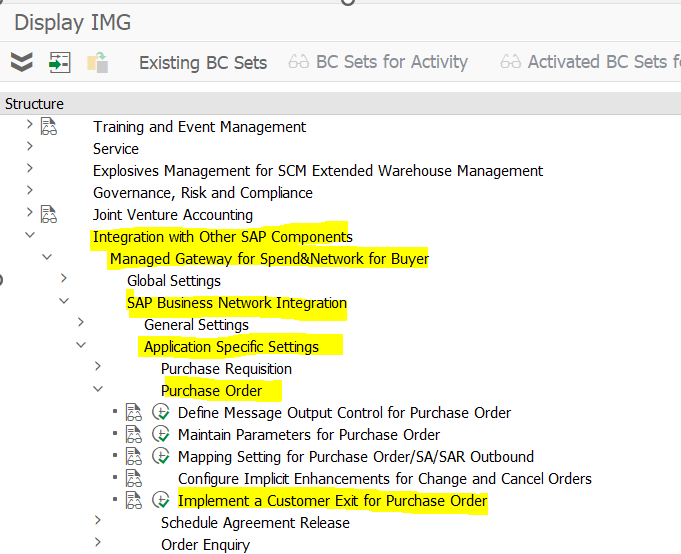 Display IMG
Existing BC Sets BC Sets for Activity Activated BC Sets f
Structure
Training and Event Management
Service
Explosives Management for SCM Extended Warehouse Management
Governance, Risk and Compliance
Joint Venture Accounting
Integration with Other SAP Components
Managed Gateway for Spend&Network for Buyer
Global Settings
SAP Business Network Integration
General Settings
Application Specific Settings
Purchase Requisition
Purchase Order
Define Message Output Control for Purchase Order
Maintain Parameters for Purchase Order
Mapping Setting for Purchase Order/SA/SAR Outbound
Configure Implicit Enhancements for Change and Cancel Orders
Implement a Customer Exit for Purchase Order
Schedule Agreement Release
Order Enquiry